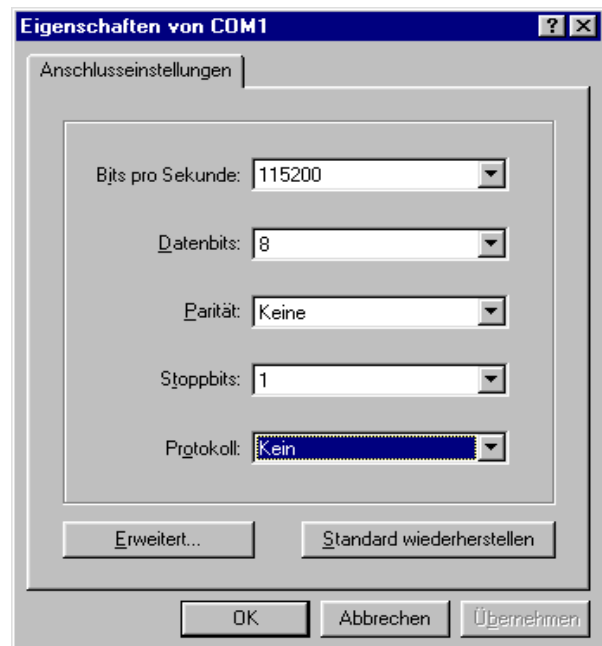 Eigenschaften von COM1
Anschlusseinstellungen
Bits pro Sekunde: 115200
Datenbits: 8
Parität: Keine
Stoppbits: 1
Protokoll: Kein
Erweitert... Standard wiederherstellen
OK Abbrechen Übernehmen